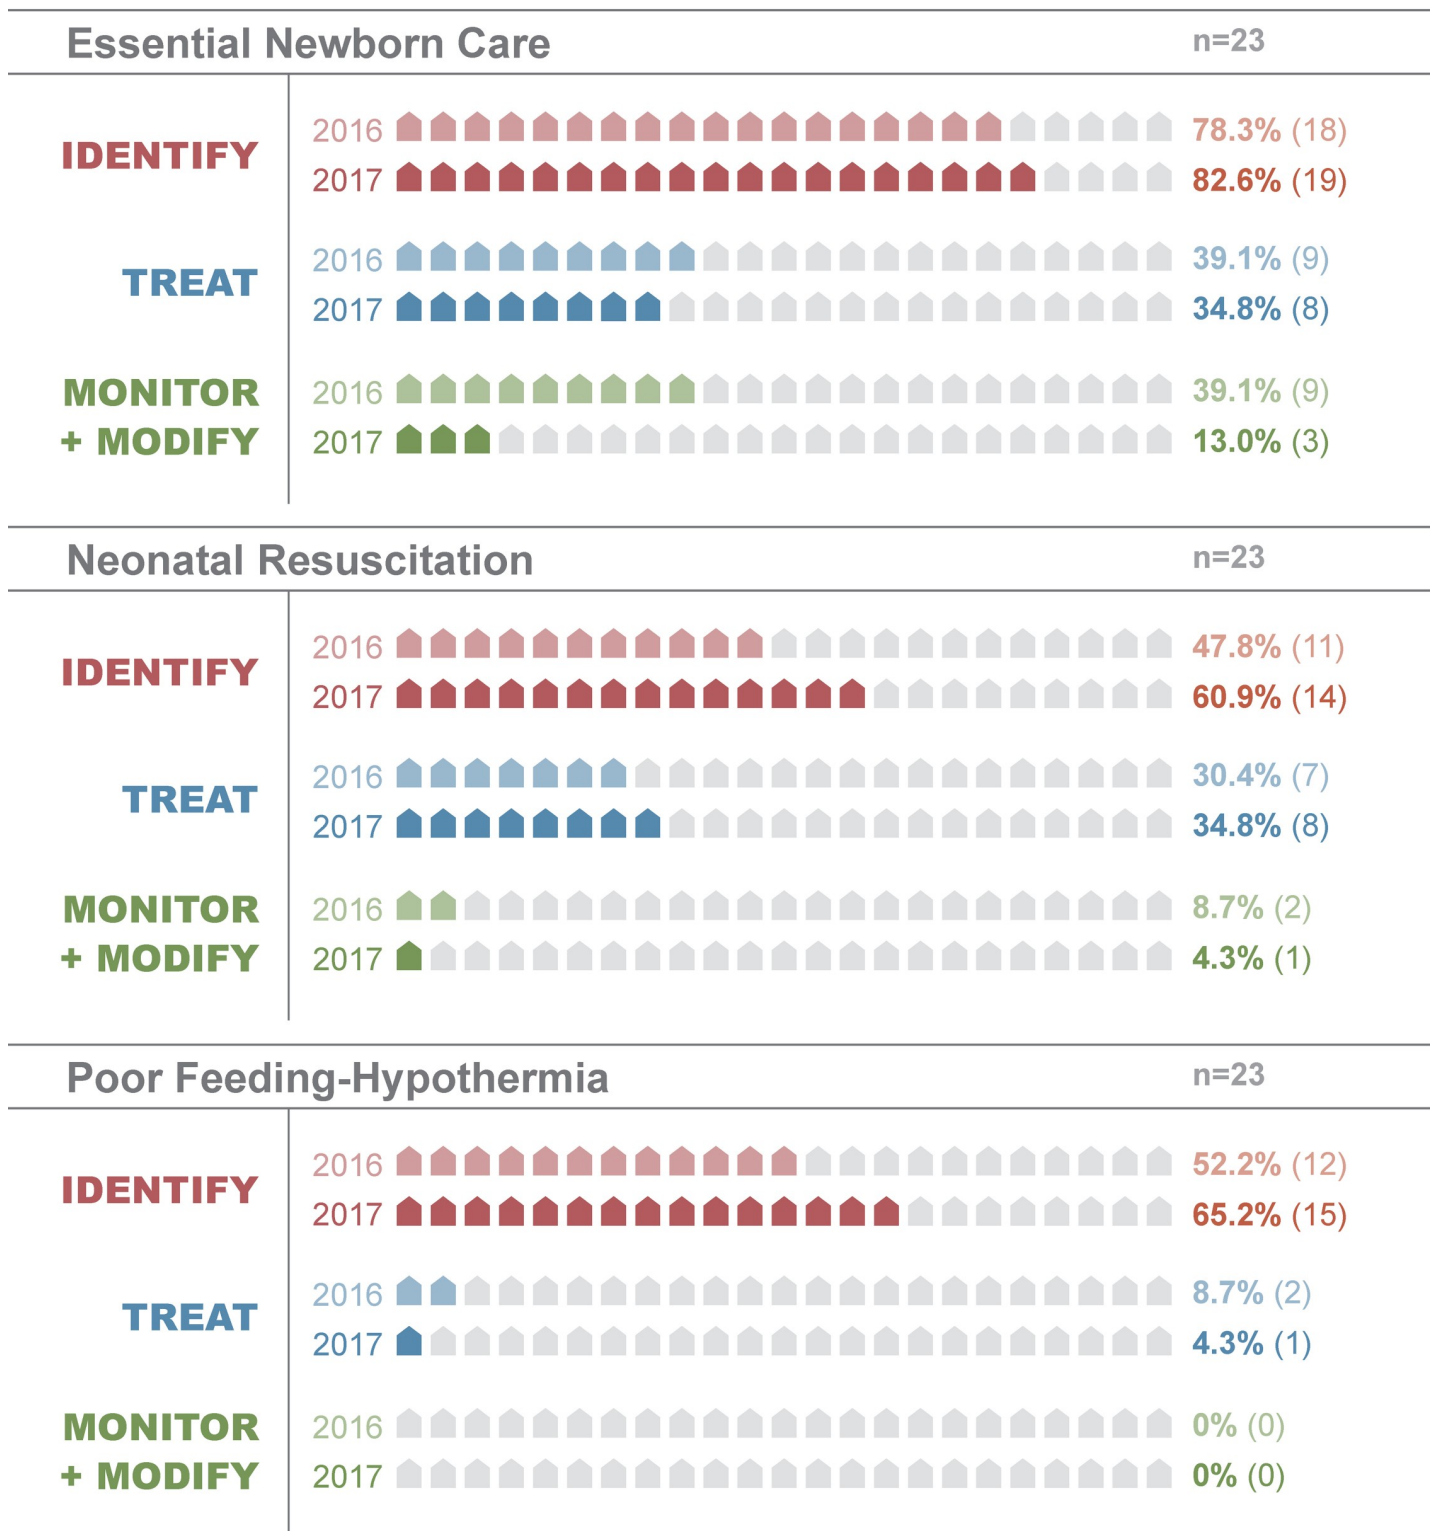 Essential Newborn Care n=23
IDENTIFY
2016 78.3% (18)
2017 82.6% (19)
TREAT
2016 39.1% (9)
2017 34.8% (8)
MONITOR
+ MODIFY
2016 39.1% (9)
2017 13.0% (3)
Neonatal Resuscitation n=23
IDENTIFY
2016 47.8% (11)
2017 60.9% (14)
TREAT
2016 30.4% (7)
2017 34.8% (8)
MONITOR
+ MODIFY
2016 8.7% (2)
2017 4.3% (1)
Poor Feeding-Hypothermia n=23
IDENTIFY
2016 52.2% (12)
2017 65.2% (15)
TREAT
2016 8.7% (2)
2017 4.3% (1)
MONITOR
+ MODIFY
2016 0% (0)
2017 0% (0)